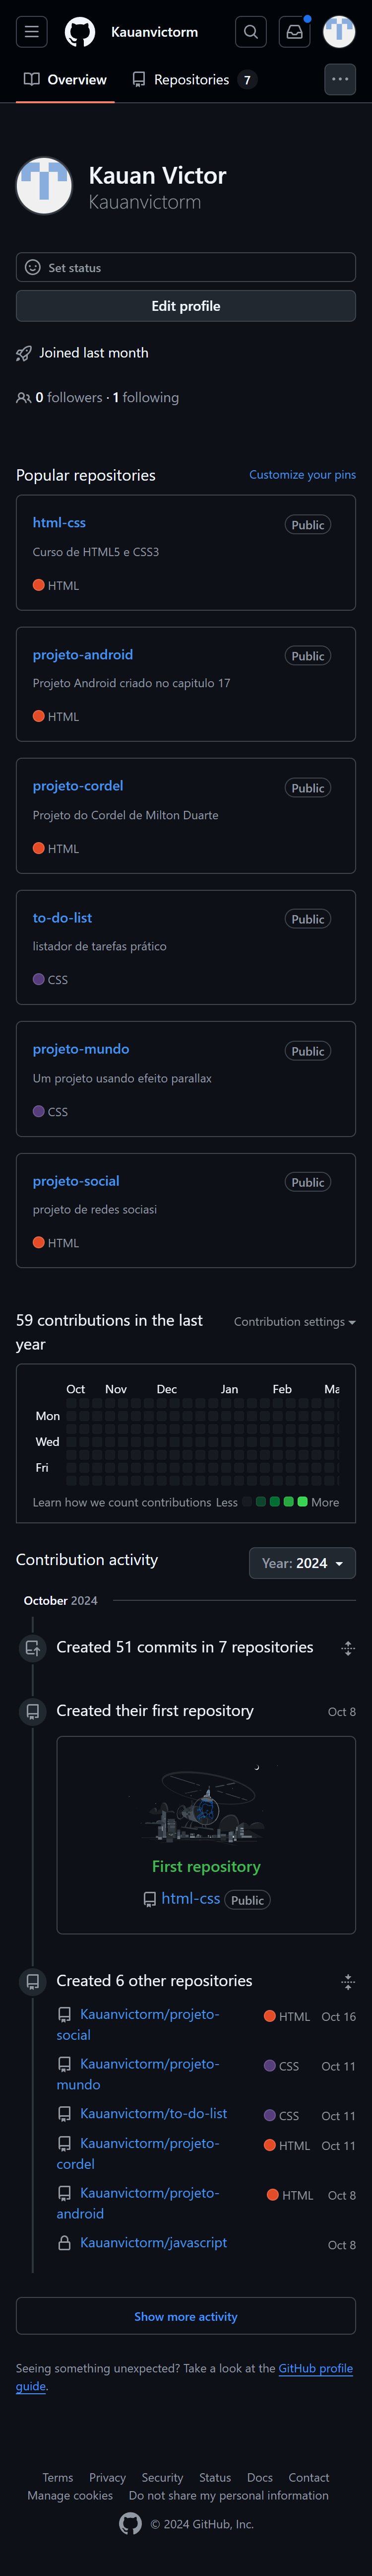 Kauanvictorm
Overview Repositories 7
Kauan Victor
Kauanvictorm
Set status
Edit profile
Joined last month
0 followers · 1 following
Popular repositories Customize your pins
html-css Public
Curso de HTML5 e CSS3
HTML
projeto-android Public
Projeto Android criado no capitulo 17
HTML
projeto-cordel Public
Projeto do Cordel de Milton Duarte
HTML
to-do-list Public
listador de tarefas prático
CSS
projeto-mundo Public
Um projeto usando efeito parallax
CSS
projeto-social Public
projeto de redes sociasi
HTML
59 contributions in the last Contribution settings
year
Oct Nov Dec Jan Feb Ma
Mon
Wed
Fri
Learn how we count contributions Less More
Contribution activity Year: 2024
October 2024
Created 51 commits in 7 repositories
Created their first repository Oct 8
First repository
html-css Public
Created 6 other repositories
Kauanvictorm/projeto- HTML Oct 16
social
Kauanvictorm/projeto- CSS Oct 11
mundo
Kauanvictorm/to-do-list CSS Oct 11
Kauanvictorm/projeto- HTML Oct 11
cordel
Kauanvictorm/projeto- HTML Oct 8
android
Kauanvictorm/javascript Oct 8
Show more activity
Seeing something unexpected? Take a look at the GitHub profile
guide.
Terms Privacy Security Status Docs Contact
Manage cookies Do not share my personal information
© 2024 GitHub, Inc.